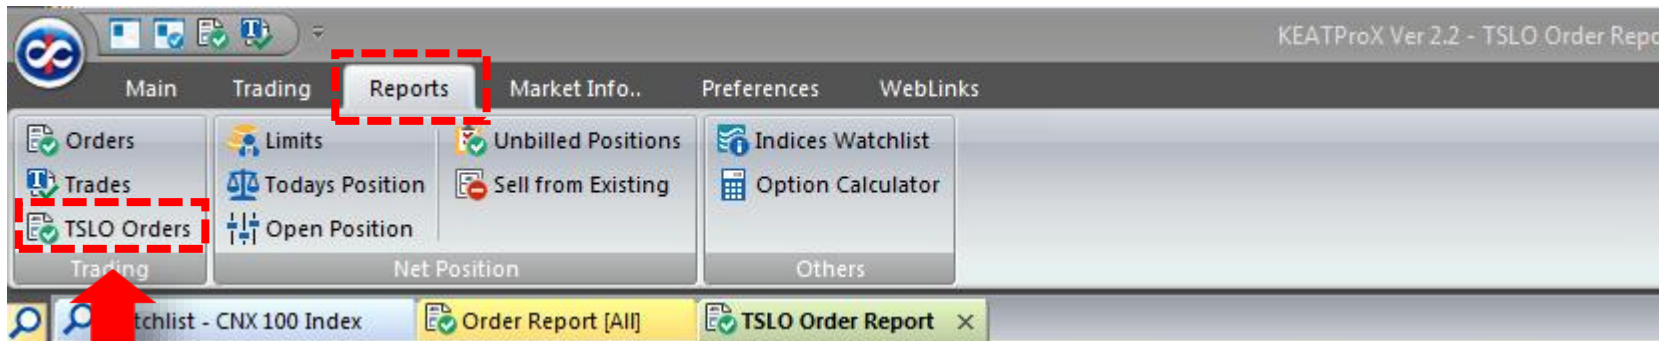 KEATProX Ver 2.2 - TSLO Order Repo
Main Trading Reports Market Info.. Preferences WebLinks
Orders Limits Unbilled Positions Indices Watchlist
Trades Todays Position Sell from Existing Option Calculator
TSLO Orders Open Position
Trading Net Position Others
tchlist - CNX 100 Index Order Report [All] TSLO Order Report